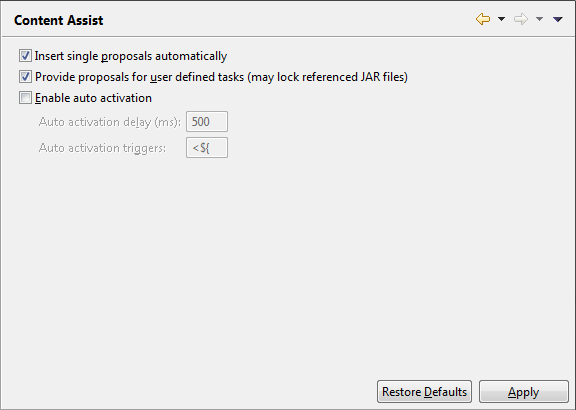 Content Assist
Insert single proposals automatically
Provide proposals for user defined tasks (may lock referenced JAR files)
Enable auto activation
Auto activation delay (ms): 500
Auto activation triggers: <${
Restore Defaults Apply